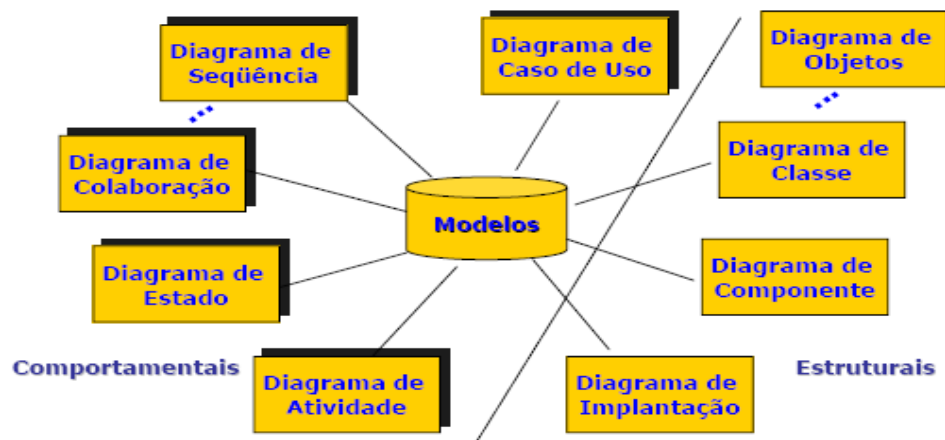 Diagrama de
Seqüência
Diagrama de
Caso de Uso
Diagrama de
Objetos
Diagrama de
Colaboração
Diagrama de
Classe
Modelos
Diagrama de
Estado
Diagrama de
Componente
Comportamentais
Diagrama de
Atividade
Diagrama de
Implantação
Estruturais